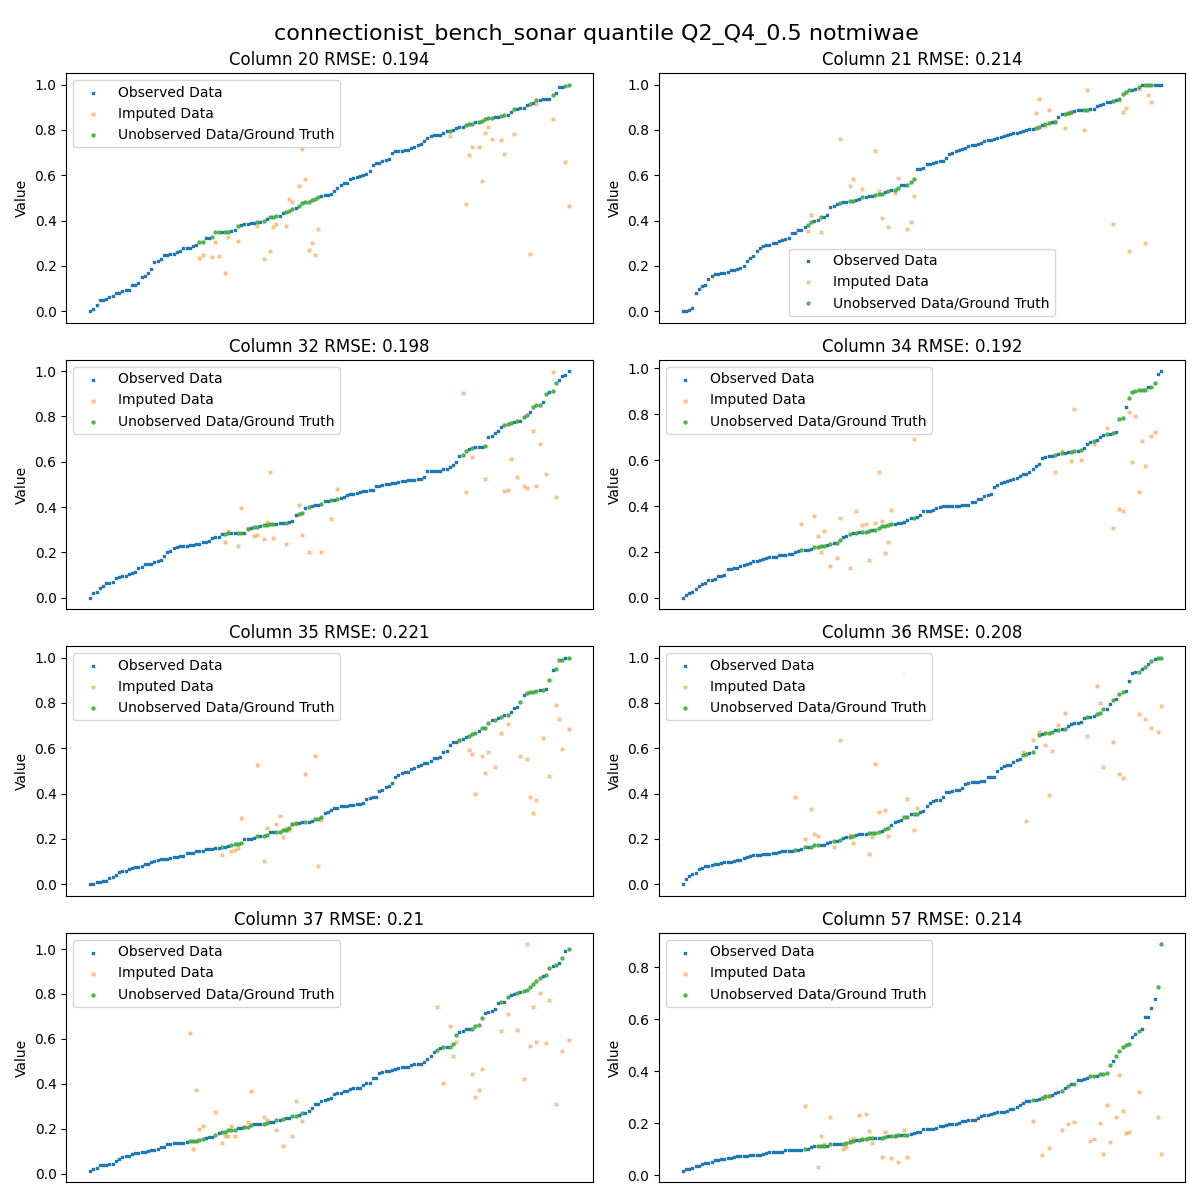 connectionist_bench_sonar quantile Q2_Q4_0.5 notmiwae
Column 20 RMSE: 0.194
1.0
0.8
0.6
0.4
0.2
0.0
Value
Observed Data
Imputed Data
Unobserved Data/Ground Truth
Column 21 RMSE: 0.214
1.0
0.8
0.6
0.4
0.2
0.0
Value
Observed Data
Imputed Data
Unobserved Data/Ground Truth
Column 32 RMSE: 0.198
1.0
0.8
0.6
0.4
0.2
0.0
Value
Observed Data
Imputed Data
Unobserved Data/Ground Truth
Column 34 RMSE: 0.192
1.0
0.8
0.6
0.4
0.2
0.0
Value
Observed Data
Imputed Data
Unobserved Data/Ground Truth
Column 35 RMSE: 0.221
1.0
0.8
0.6
0.4
0.2
0.0
Value
Observed Data
Imputed Data
Unobserved Data/Ground Truth
Column 36 RMSE: 0.208
1.0
0.8
0.6
0.4
0.2
0.0
Value
Observed Data
Imputed Data
Unobserved Data/Ground Truth
Column 37 RMSE: 0.21
1.0
0.8
0.6
0.4
0.2
0.0
Value
Observed Data
Imputed Data
Unobserved Data/Ground Truth
Column 57 RMSE: 0.214
0.8
0.6
0.4
0.2
0.0
Value
Observed Data
Imputed Data
Unobserved Data/Ground Truth